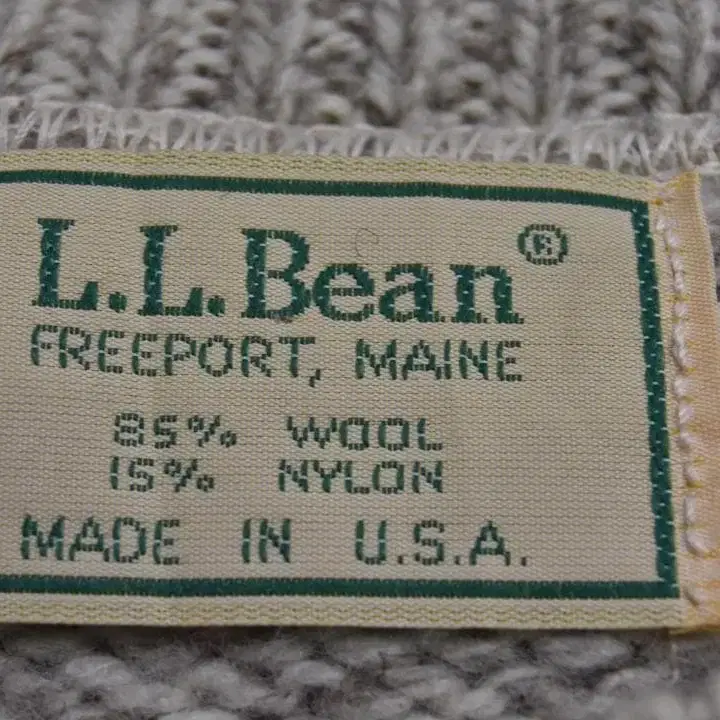 L.L.Bean®
FREEPORT, MAINE
85% WOOL
15% NYLON
MADE IN U.S.A.